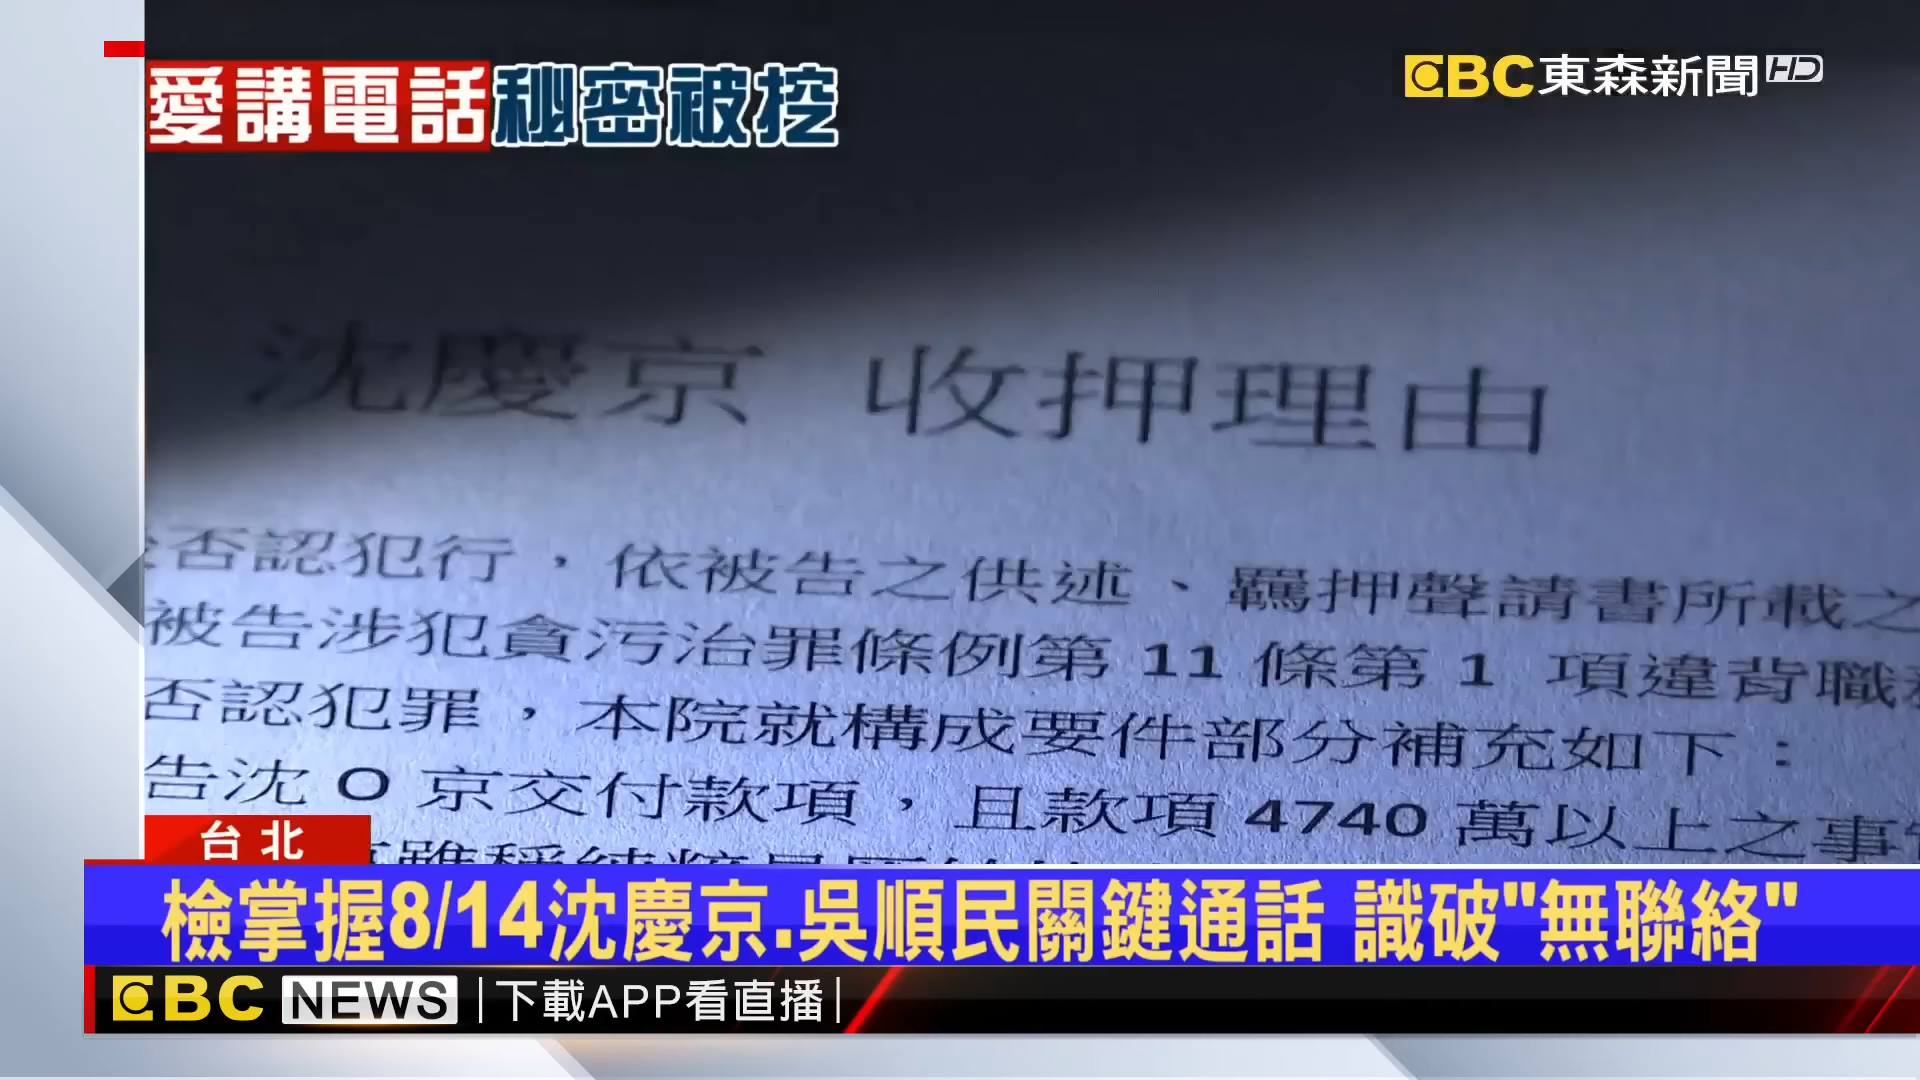 愛講電話秘密被挖
EBC東森新聞HD
沈慶京 收押理由
否認犯行，依被告之供述、羈押聲請書所載之
被告涉犯貪污治罪條例第 11 條第 1 項違背職
否認犯罪，本院就構成要件部分補充如下：
告沈 O 京交付款項，且款項 4740 萬以上之事
台北
檢掌握8/14沈慶京.吳順民關鍵通話 識破"無聯絡"
EBC NEWS |下載APP看直播|